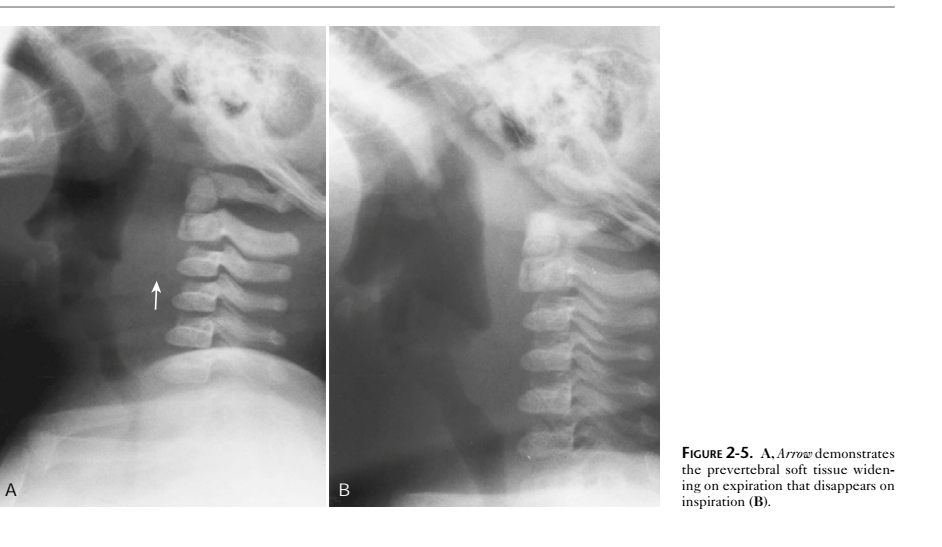 A
B
FIGURE 2-5. A, Arrow demonstrates
the prevertebral soft tissue widen-
ing on expiration that disappears on
inspiration (B).